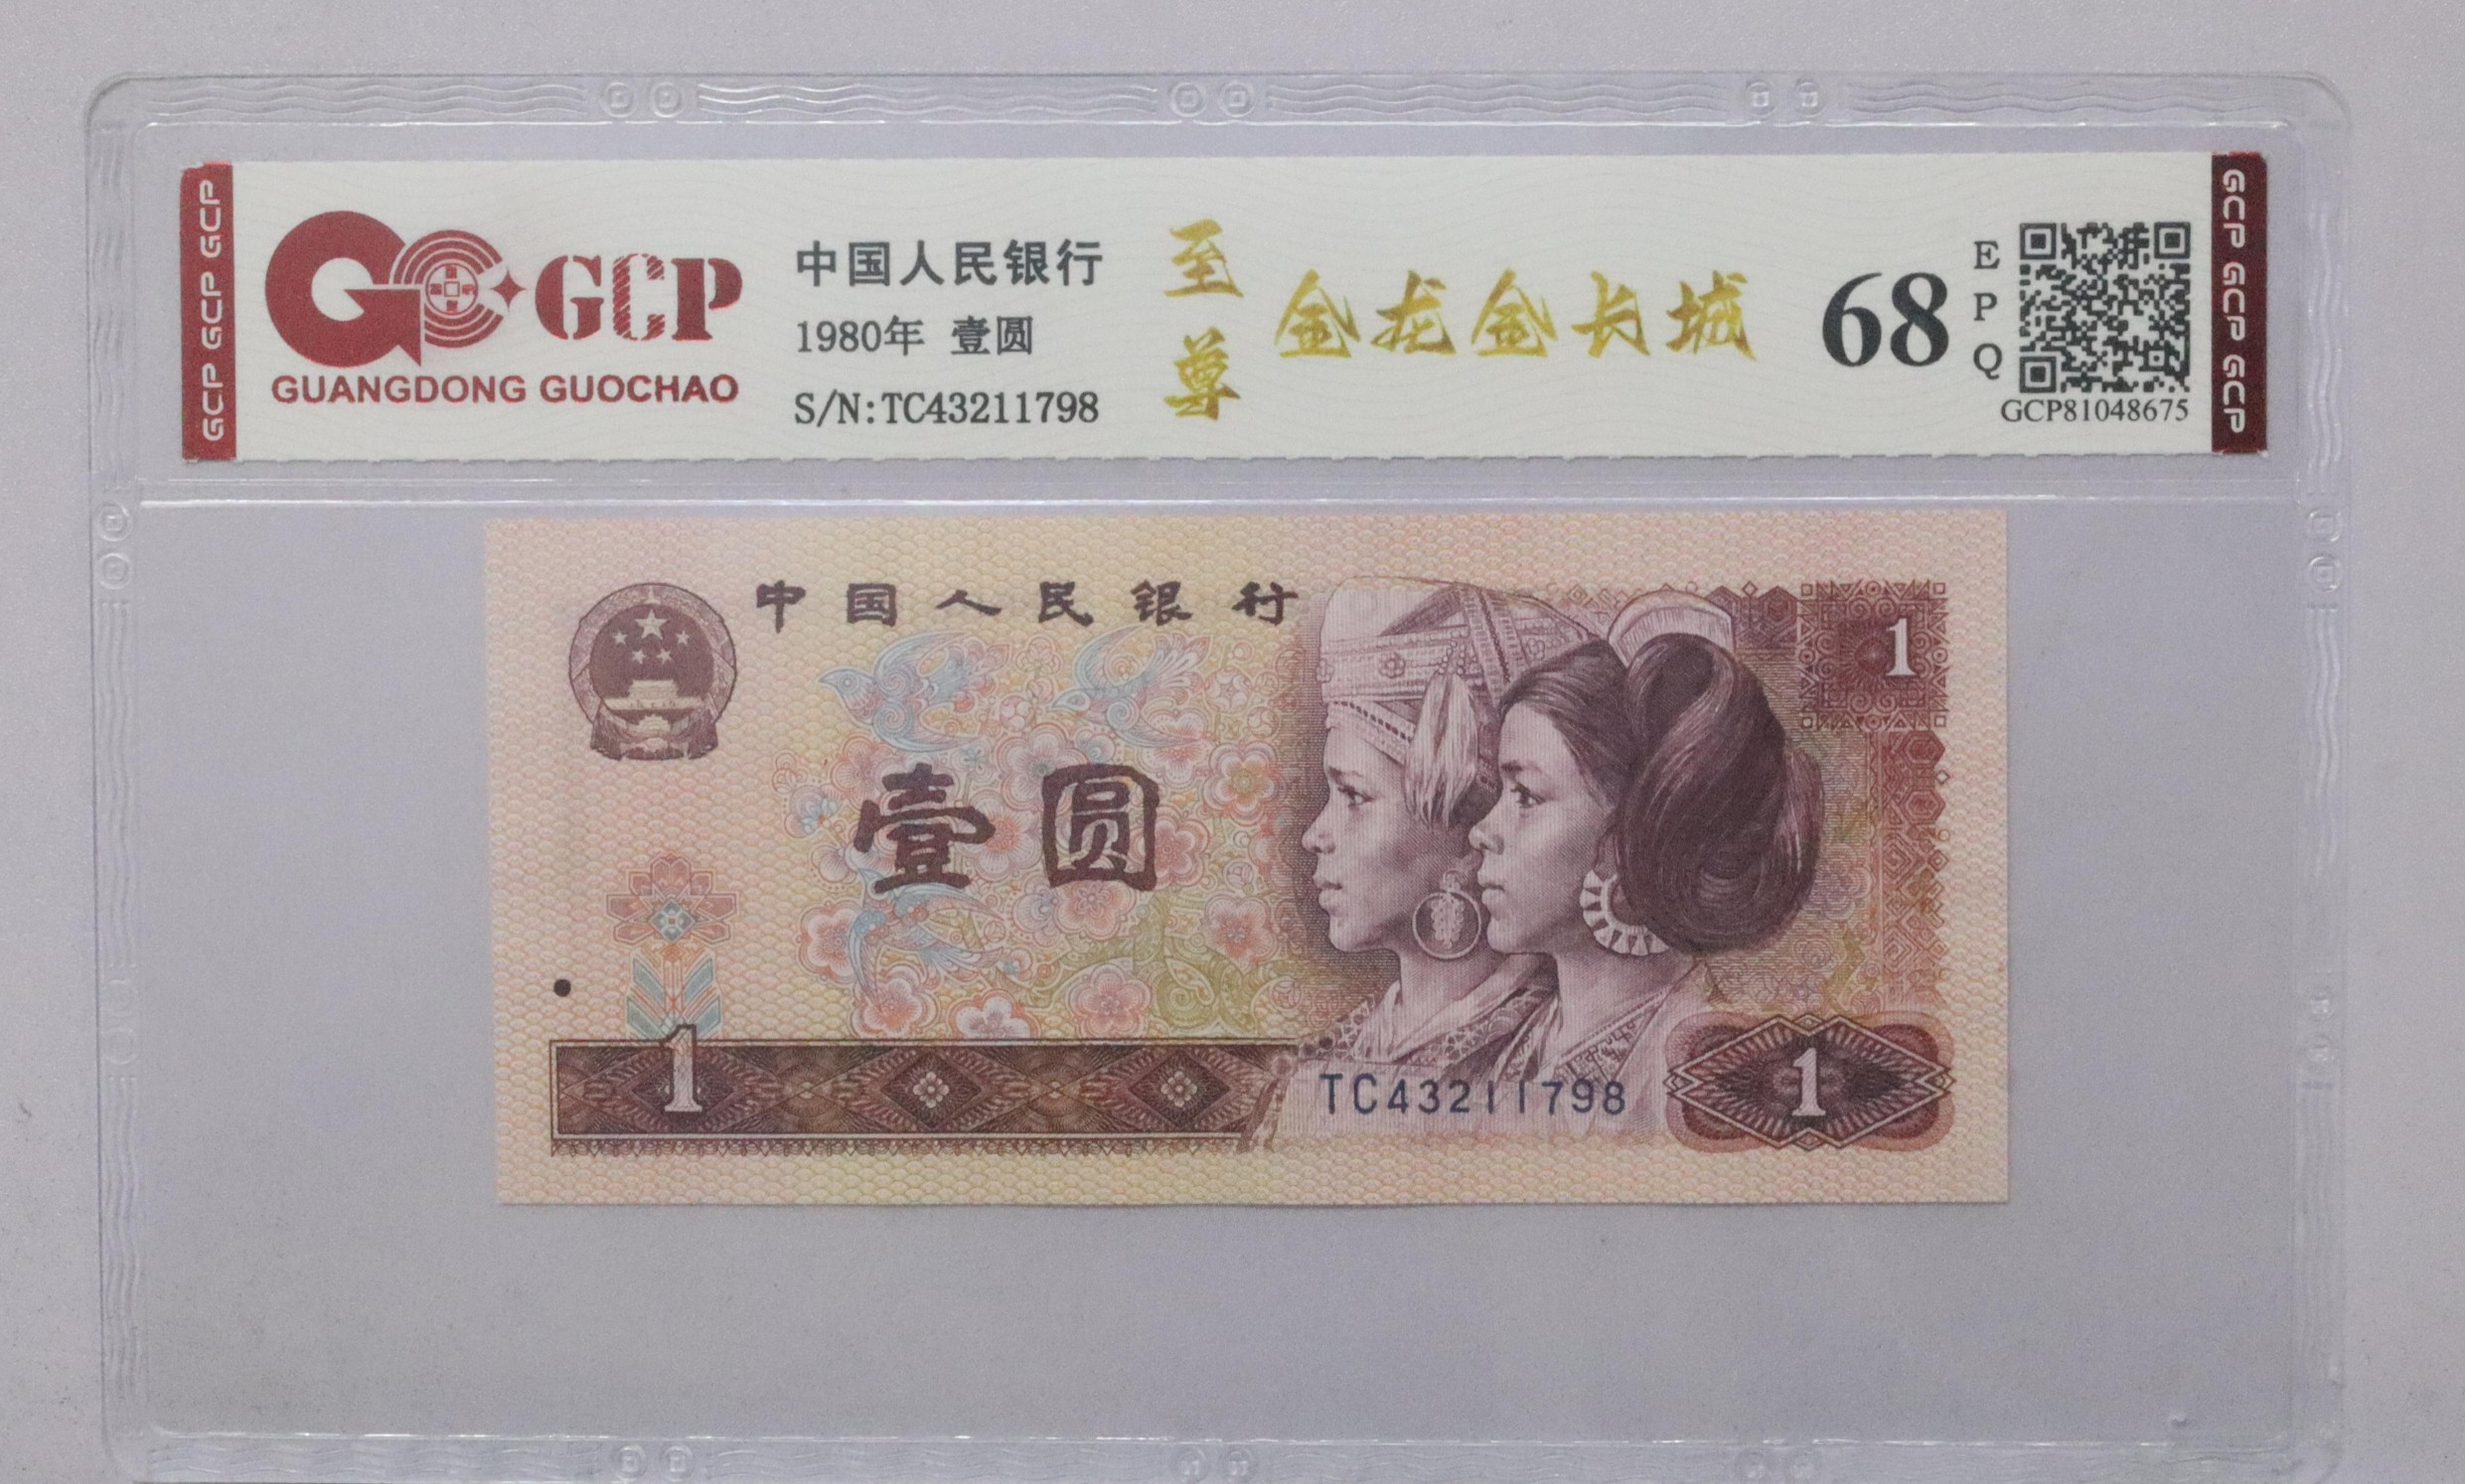 GCP GCP GCP
GCP
GUANGDONG GUOCHAO
中国人民银行
1980年 壹圆
S/N:TC43211798
至尊
金龙金长城
68
EPQ
GCP81048675
GCP GCP GCP
中国人民银行
1
壹圆
1
TC43211798
1